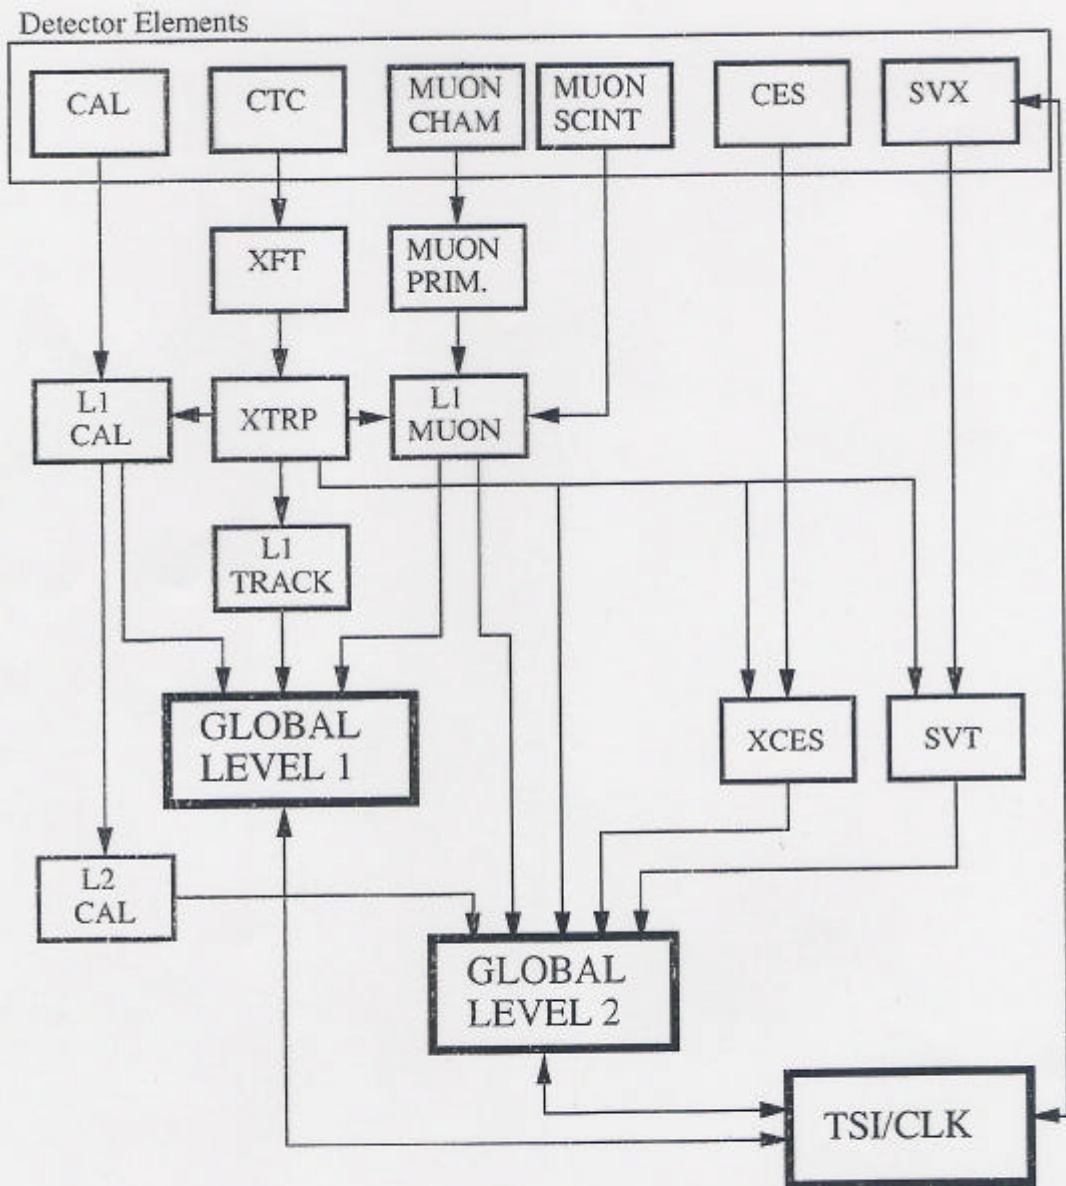 Detector Elements
CAL
CTC
MUON
CHAM
MUON
SCINT
CES
SVX
XFT
MUON
PRIM.
L1
CAL
XTRP
L1
MUON
L1
TRACK
GLOBAL
LEVEL 1
XCES
SVT
L2
CAL
GLOBAL
LEVEL 2
TSI/CLK